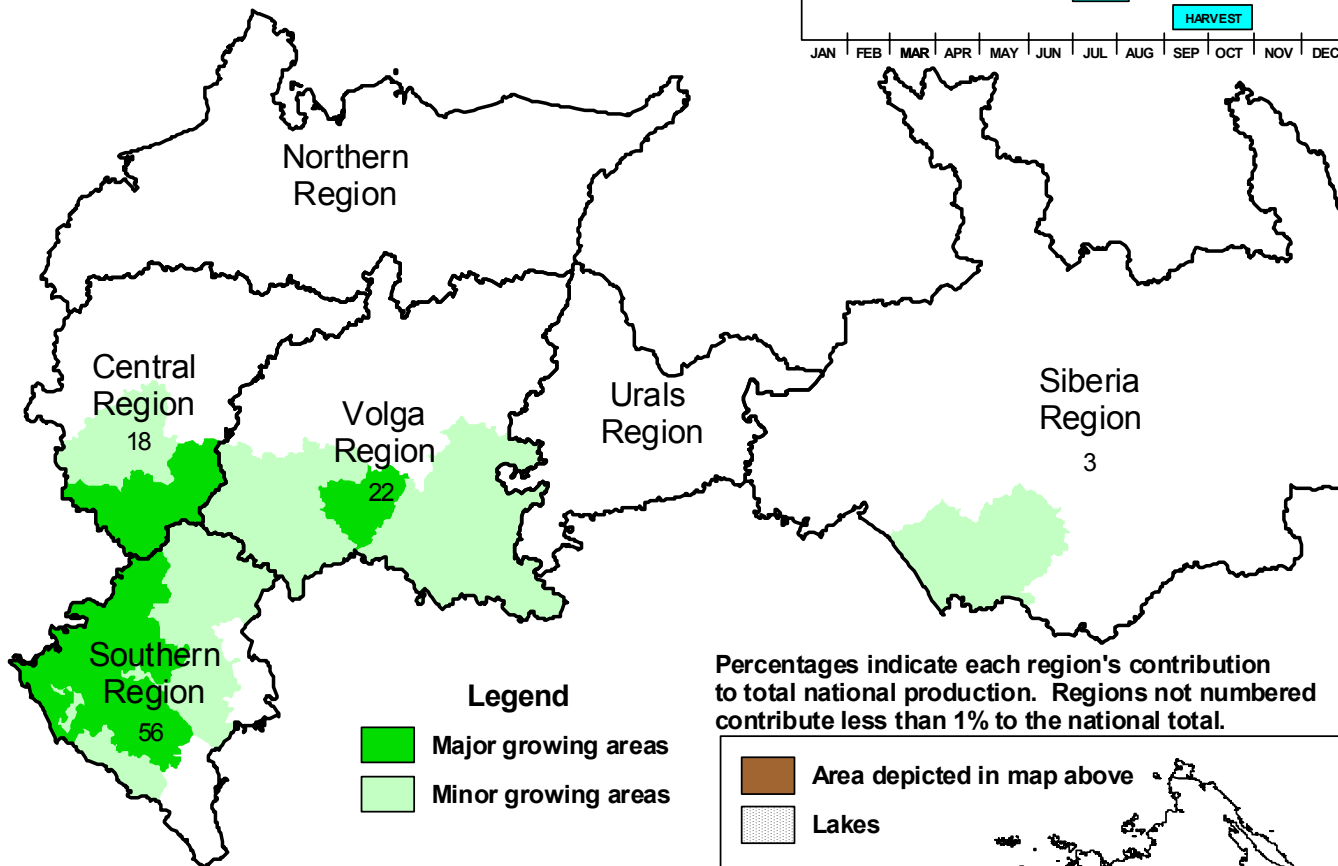 HARVEST
JAN FEB MAR APR MAY JUN JUL AUG SEP OCT NOV DEC
Northern
Region
Central
Region
18
Volga
Region
22
Urals
Region
Siberia
Region
3
Southern
Region
56
Legend
Major growing areas
Minor growing areas
Percentages indicate each region's contribution
to total national production. Regions not numbered
contribute less than 1% to the national total.
Area depicted in map above
Lakes